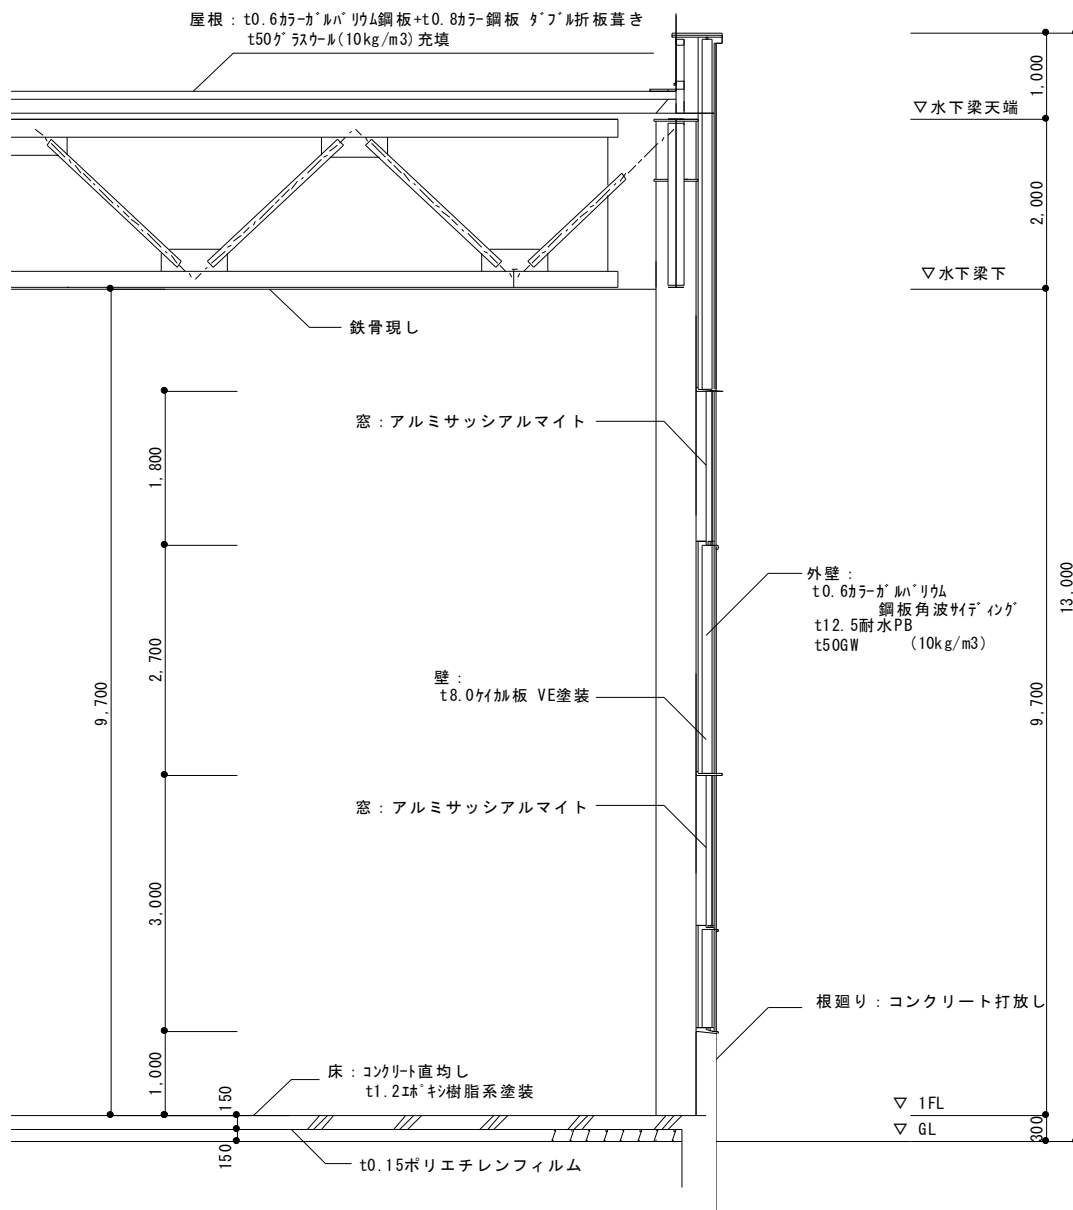 屋根：t0.6ｶﾗｰｶﾞﾙﾊﾞﾘｳﾑ鋼板+t0.8ｶﾗｰ鋼板 ﾀﾞﾌﾞﾙ折板葺き
t50ｸﾞﾗｽｳｰﾙ(10kg/m3)充填
1,000
▽水下梁天端
2,000
▽水下梁下
鉄骨現し
窓：アルミサッシアルマイト
1,800
外壁：
t0.6ｶﾗｰｶﾞﾙﾊﾞﾘｳﾑ
鋼板角波ｻｲﾃﾞｨﾝｸﾞ
t12.5耐水PB
t50GW (10kg/m3)
13,000
2,700
壁：
t8.0ｹｲｶﾙ板 VE塗装
9,700
9,700
窓：アルミサッシアルマイト
3,000
根廻り：コンクリート打放し
床：ｺﾝｸﾘｰﾄ直均し
t1.2ｴﾎﾟｷｼ樹脂系塗装
1,000
150
▽ 1FL
▽ GL
300
150
t0.15ポリエチレンフィルム